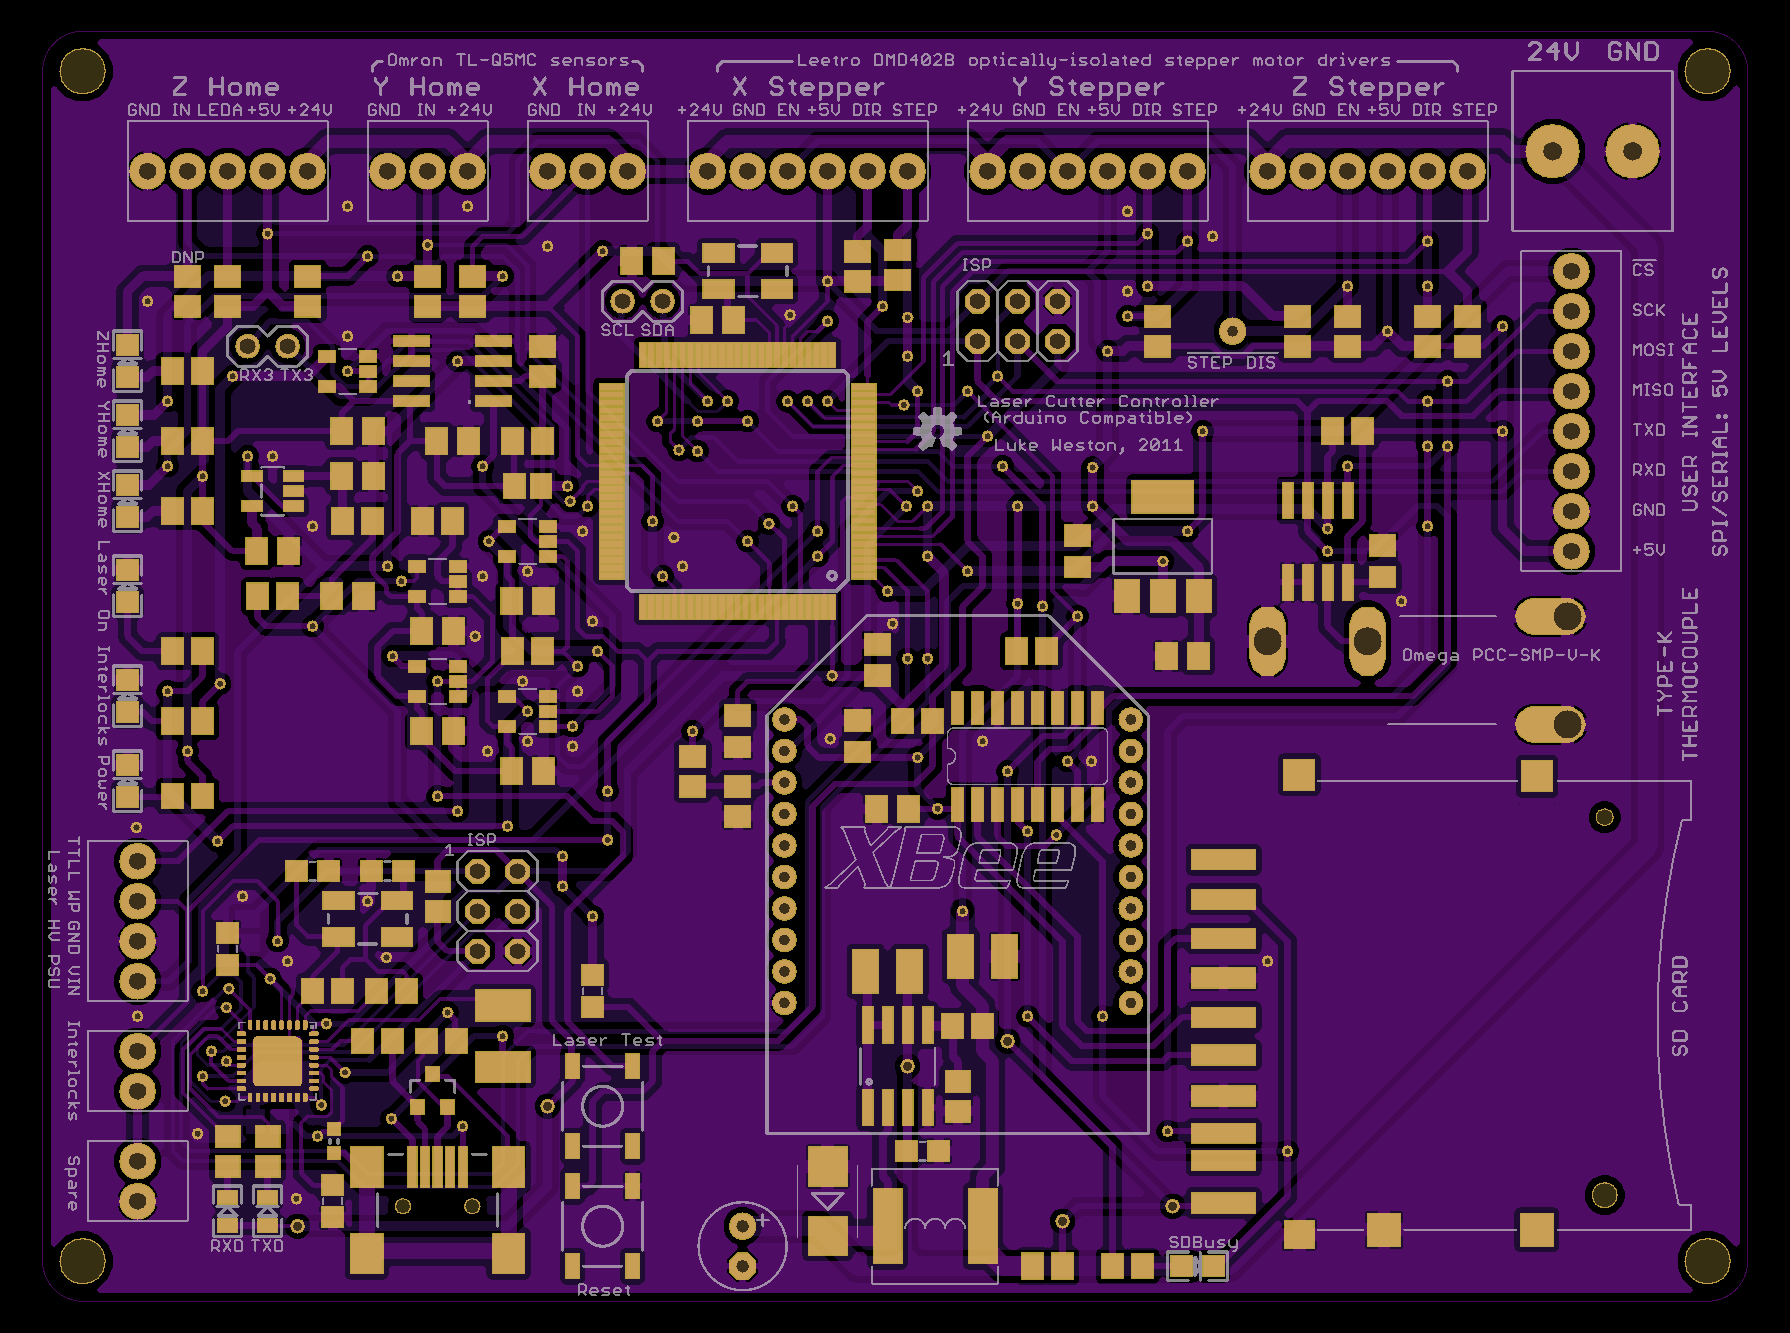 24V GND
Omron TL-Q5MC sensors
Leetro DMD402B optically-isolated stepper motor drivers
Z Home
Y Home
X Home
X Stepper
Y Stepper
Z Stepper
GND IN LEDA +5V +24V
GND IN +24V
GND IN +24V
+24V GND EN +5V DIR STEP
+24V GND EN +5V DIR STEP
+24V GND EN +5V DIR STEP
DNP
ISP
1
CS
SCK
MOSI
MISO
TXD
RXD
GND
+5V
USER INTERFACE
SPI/SERIAL: 5V LEVELS
SCL SDA
RX3 TX3
STEP DIS
Laser Cutter Controller
(Arduino Compatible)
Luke Weston, 2011
ZHome
YHome
XHome
Laser On
Interlocks
Power
Omega PCC-SMP-V-K
TYPE-K
THERMOCOUPLE
ISP
1
XBee
TTLL WP GND VIN
Laser HV PSU
SD CARD
Interlocks
Laser Test
Spare
RXD TXD
Reset
+
SDBusy